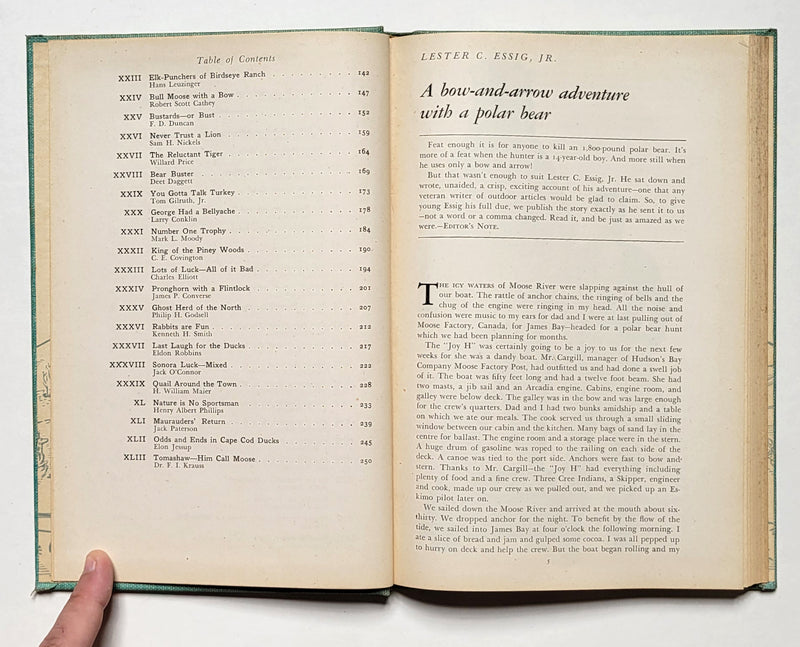 Table of Contents
XXIII Elk-Punchers of Birdseye Ranch . . . . . . . . . . 142
Hans Leuzinger
XXIV Bull Moose with a Bow . . . . . . . . . . 147
Robert Scott Cathey
XXV Bustards—or Bust . . . . . . . . . . 152
F. D. Duncan
XXVI Never Trust a Lion . . . . . . . . . . 159
Sam H. Nickels
XXVII The Reluctant Tiger . . . . . . . . . . 164
Willard Price
XXVIII Bear Buster . . . . . . . . . . 169
Deet Daggett
XXIX You Gotta Talk Turkey . . . . . . . . . . 173
Tom Gilruth, Jr.
XXX George Had a Bellyache . . . . . . . . . . 178
Larry Conklin
XXXI Number One Trophy . . . . . . . . . . 184
Mark L. Moody
XXXII King of the Piney Woods . . . . . . . . . . 190
C. E. Covington
XXXIII Lots of Luck—All of it Bad . . . . . . . . . . 194
Charles Elliott
XXXIV Pronghorn with a Flintlock . . . . . . . . . . 201
James P. Converse
XXXV Ghost Herd of the North . . . . . . . . . . 207
Philip H. Godsell
XXXVI Rabbits are Fun . . . . . . . . . . 212
Kenneth H. Smith
XXXVII Last Laugh for the Ducks . . . . . . . . . . 217
Eldon Robbins
XXXVIII Sonora Luck—Mixed . . . . . . . . . . 222
Jack O'Connor
XXXIX Quail Around the Town . . . . . . . . . . 228
H. William Maier
XL Nature is No Sportsman . . . . . . . . . . 233
Henry Albert Phillips
XLI Maurauders' Return . . . . . . . . . . 239
Jack Paterson
XLII Odds and Ends in Cape Cod Ducks . . . . . . . . . . 245
Elon Jessup
XLIII Tomashaw—Him Call Moose . . . . . . . . . . 250
Dr. F. I. Krauss
LESTER C. ESSIG, JR.
A bow-and-arrow adventure
with a polar bear
Feat enough it is for anyone to kill an 1,800-pound polar bear. It's
more of a feat when the hunter is a 14-year-old boy. And more still when
he uses only a bow and arrow!
But that wasn't enough to suit Lester C. Essig, Jr. He sat down and
wrote, unaided, a crisp, exciting account of his adventure—one that any
veteran writer of outdoor articles would be glad to claim. So, to give
young Essig his full due, we publish the story exactly as he sent it to us
—not a word or a comma changed. Read it, and be just as amazed as we
were.—EDITOR'S NOTE.
THE ICY WATERS of Moose River were slapping against the hull of
our boat. The rattle of anchor chains, the ringing of bells and the
chug of the engine were ringing in my head. All the noise and
confusion were music to my ears for dad and I were at last pulling out of
Moose Factory, Canada, for James Bay—headed for a polar bear hunt
which we had been planning for months.
The "Joy H" was certainly going to be a joy to us for the next few
weeks for she was a dandy boat. Mr. Cargill, manager of Hudson's Bay
Company Moose Factory Post, had outfitted us and had done a swell job
of it. The boat was fifty feet long and had a twelve foot beam. She had
two masts, a jib sail and an Arcadia engine. Cabins, engine room, and
galley were below deck. The galley was in the bow and was large enough
for the crew's quarters. Dad and I had two bunks amidship and a table
on which we ate our meals. The cook served us through a small sliding
window between our cabin and the kitchen. Many bags of sand lay in the
centre for ballast. The engine room and a storage place were in the stern.
A huge drum of gasoline was roped to the railing on each side of the
deck. A canoe was tied to the port side. Anchors were fast to bow and
stern. Thanks to Mr. Cargill—the "Joy H" had everything including
plenty of food and a fine crew. Three Cree Indians, a Skipper, engineer
and cook, made up our crew as we pulled out, and we picked up an Es-
kimo pilot later on.
We sailed down the Moose River and arrived at the mouth about six-
thirty. We dropped anchor for the night. To benefit by the flow of the
tide, we sailed into James Bay at four o'clock the following morning. I
ate a slice of bread and jam and gulped some cocoa. I was all pepped up
to hurry on deck and help the crew. But the boat began rolling and my
5